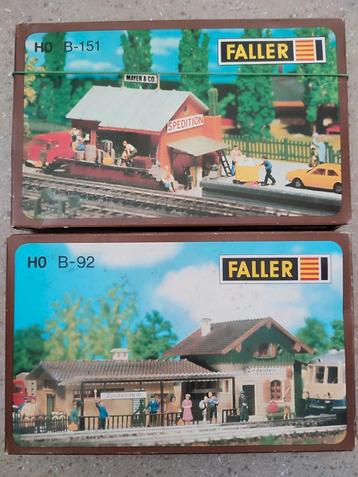 H0 B-151
FALLER
MAYER & CO.
SPEDITION
H0 B-92
FALLER